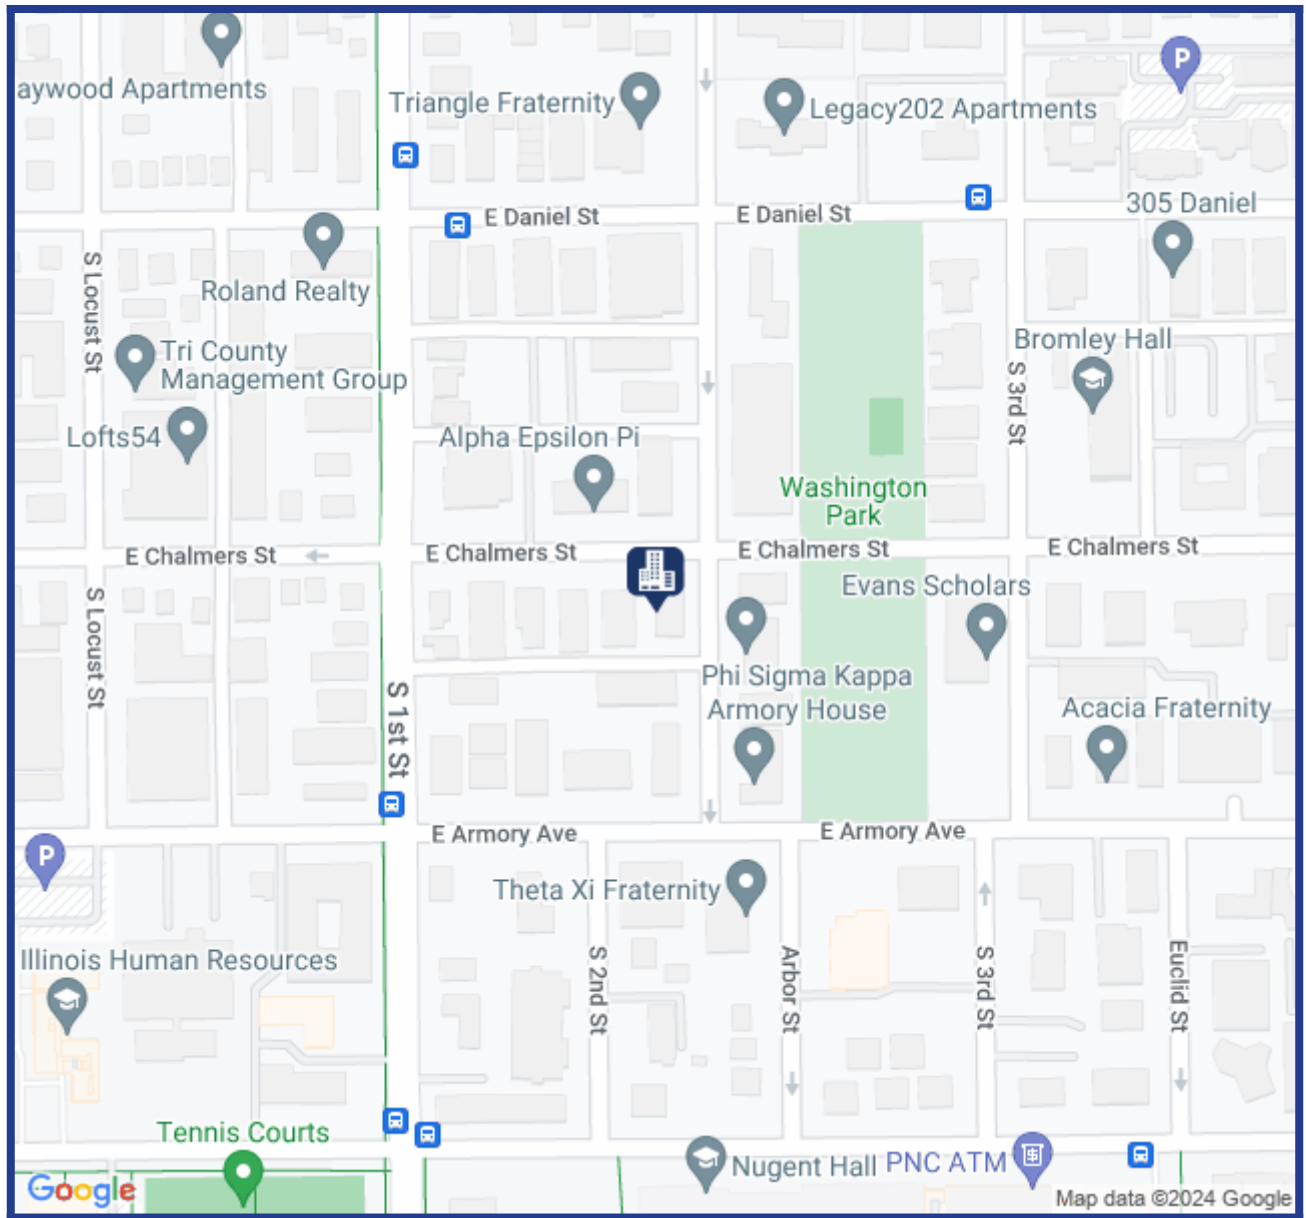 aywood Apartments
Triangle Fraternity
Legacy202 Apartments
P
E Daniel St
E Daniel St
305 Daniel
Roland Realty
S Locust St
Tri County
Management Group
Bromley Hall
S 3rd St
Lofts54
Alpha Epsilon Pi
Washington
Park
E Chalmers St
E Chalmers St
E Chalmers St
E Chalmers St
Evans Scholars
S Locust St
Phi Sigma Kappa
Armory House
S 1st St
Acacia Fraternity
E Armory Ave
E Armory Ave
P
Theta Xi Fraternity
Illinois Human Resources
S 2nd St
Arbor St
S 3rd St
Euclid St
Tennis Courts
Nugent Hall
PNC ATM
$
Google
Map data ©2024 Google